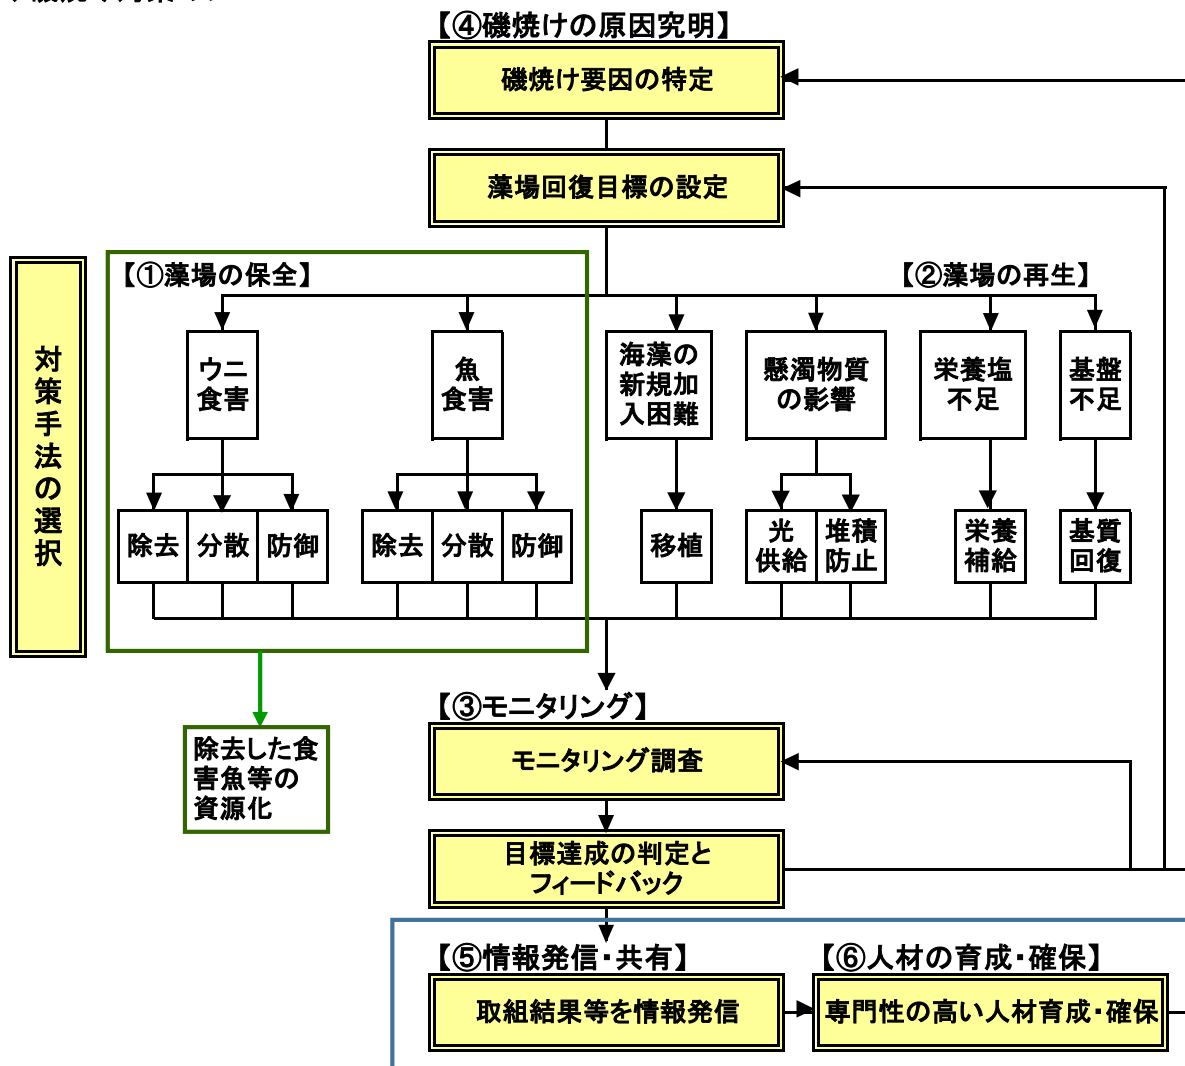 【④磯焼けの原因究明】
磯焼け要因の特定
藻場回復目標の設定
対策手法の選択
【①藻場の保全】
【②藻場の再生】
ウニ
食害
魚
食害
海藻の
新規加
入困難
懸濁物質
の影響
栄養塩
不足
基盤
不足
除去
分散
防御
除去
分散
防御
移植
光
供給
堆積
防止
栄養
補給
基質
回復
【③モニタリング】
モニタリング調査
除去した食
害魚等の
資源化
目標達成の判定と
フィードバック
【⑤情報発信・共有】
【⑥人材の育成・確保】
取組結果等を情報発信
専門性の高い人材育成・確保